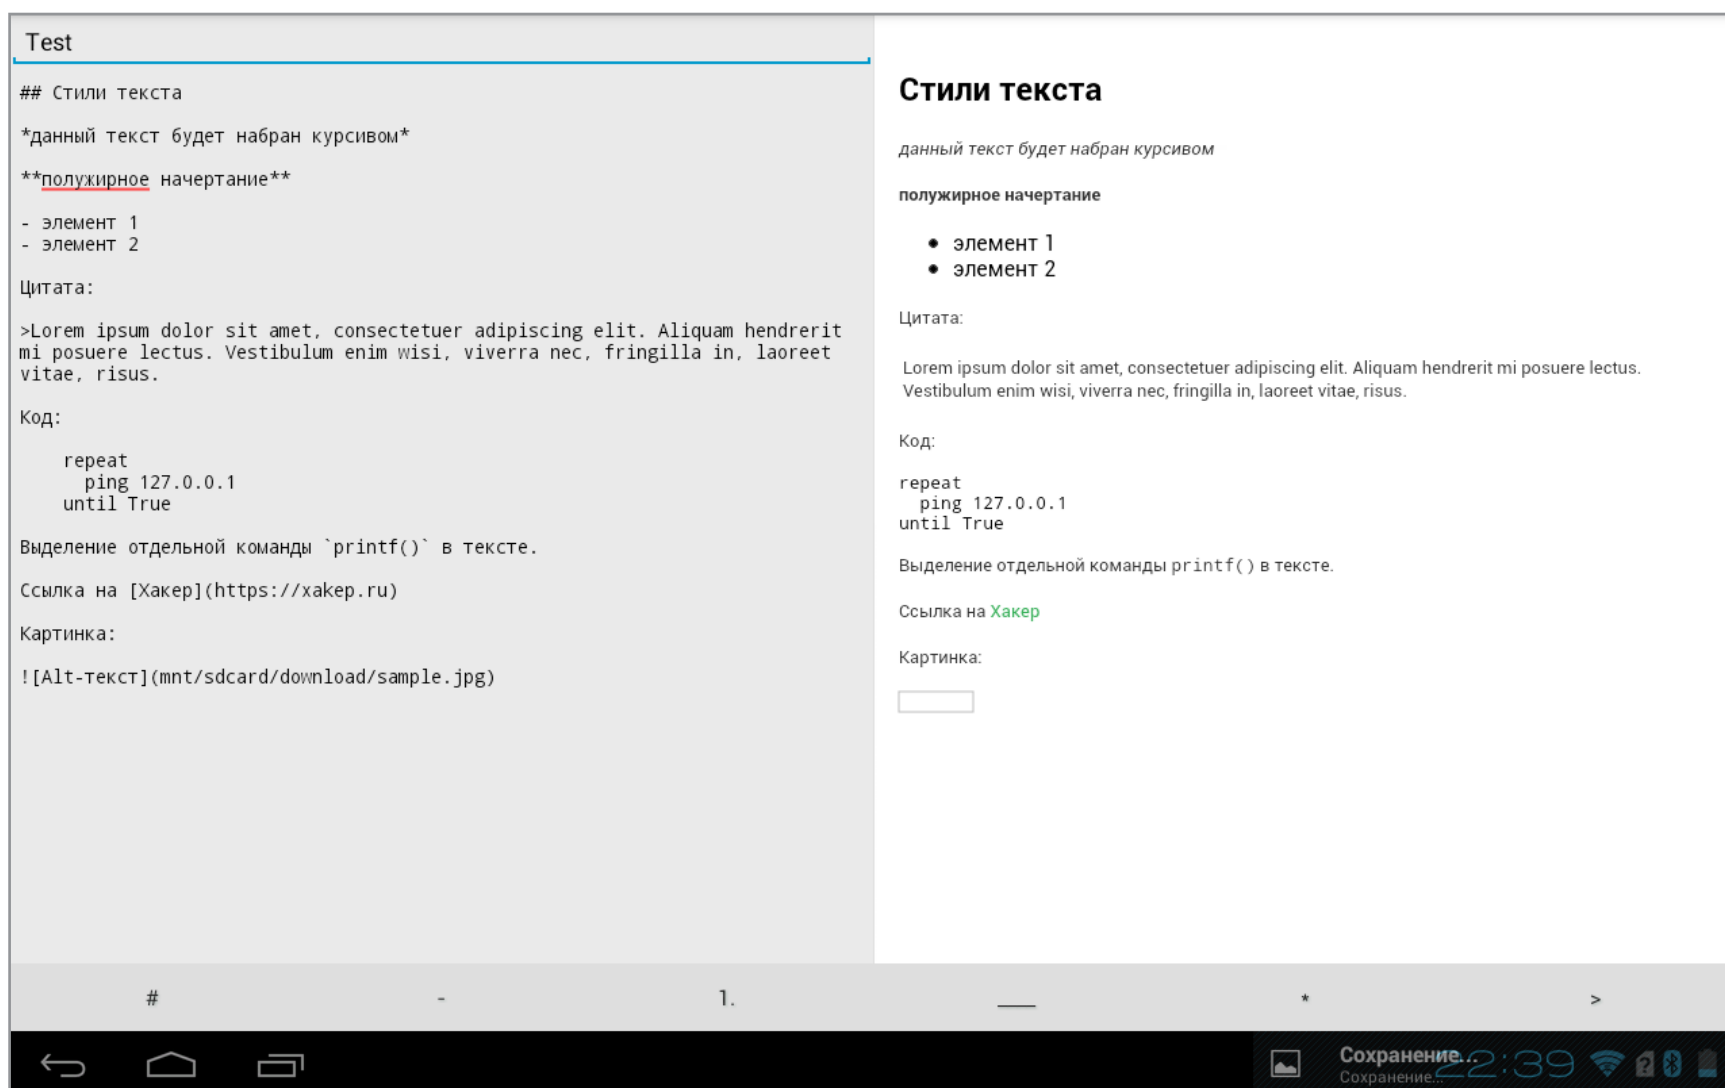 Test
## Стили текста
*данный текст будет набран курсивом*
**полужирное начертание**
- элемент 1
- элемент 2
Цитата:
>Lorem ipsum dolor sit amet, consectetuer adipiscing elit. Aliquam hendrerit
mi posuere lectus. Vestibulum enim wisi, viverra nec, fringilla in, laoreet
vitae, risus.
Код:
    repeat
      ping 127.0.0.1
    until True
Выделение отдельной команды `printf()` в тексте.
Ссылка на [Хакер](https://xakep.ru)
Картинка:
![Alt-текст](mnt/sdcard/download/sample.jpg)
Стили текста
данный текст будет набран курсивом
полужирное начертание
• элемент 1
• элемент 2
Цитата:
Lorem ipsum dolor sit amet, consectetuer adipiscing elit. Aliquam hendrerit mi posuere lectus.
Vestibulum enim wisi, viverra nec, fringilla in, laoreet vitae, risus.
Код:
repeat
  ping 127.0.0.1
until True
Выделение отдельной команды printf() в тексте.
Ссылка на Хакер
Картинка:
# - 1. ___ * >
Сохранение... 22:39
Сохранение...